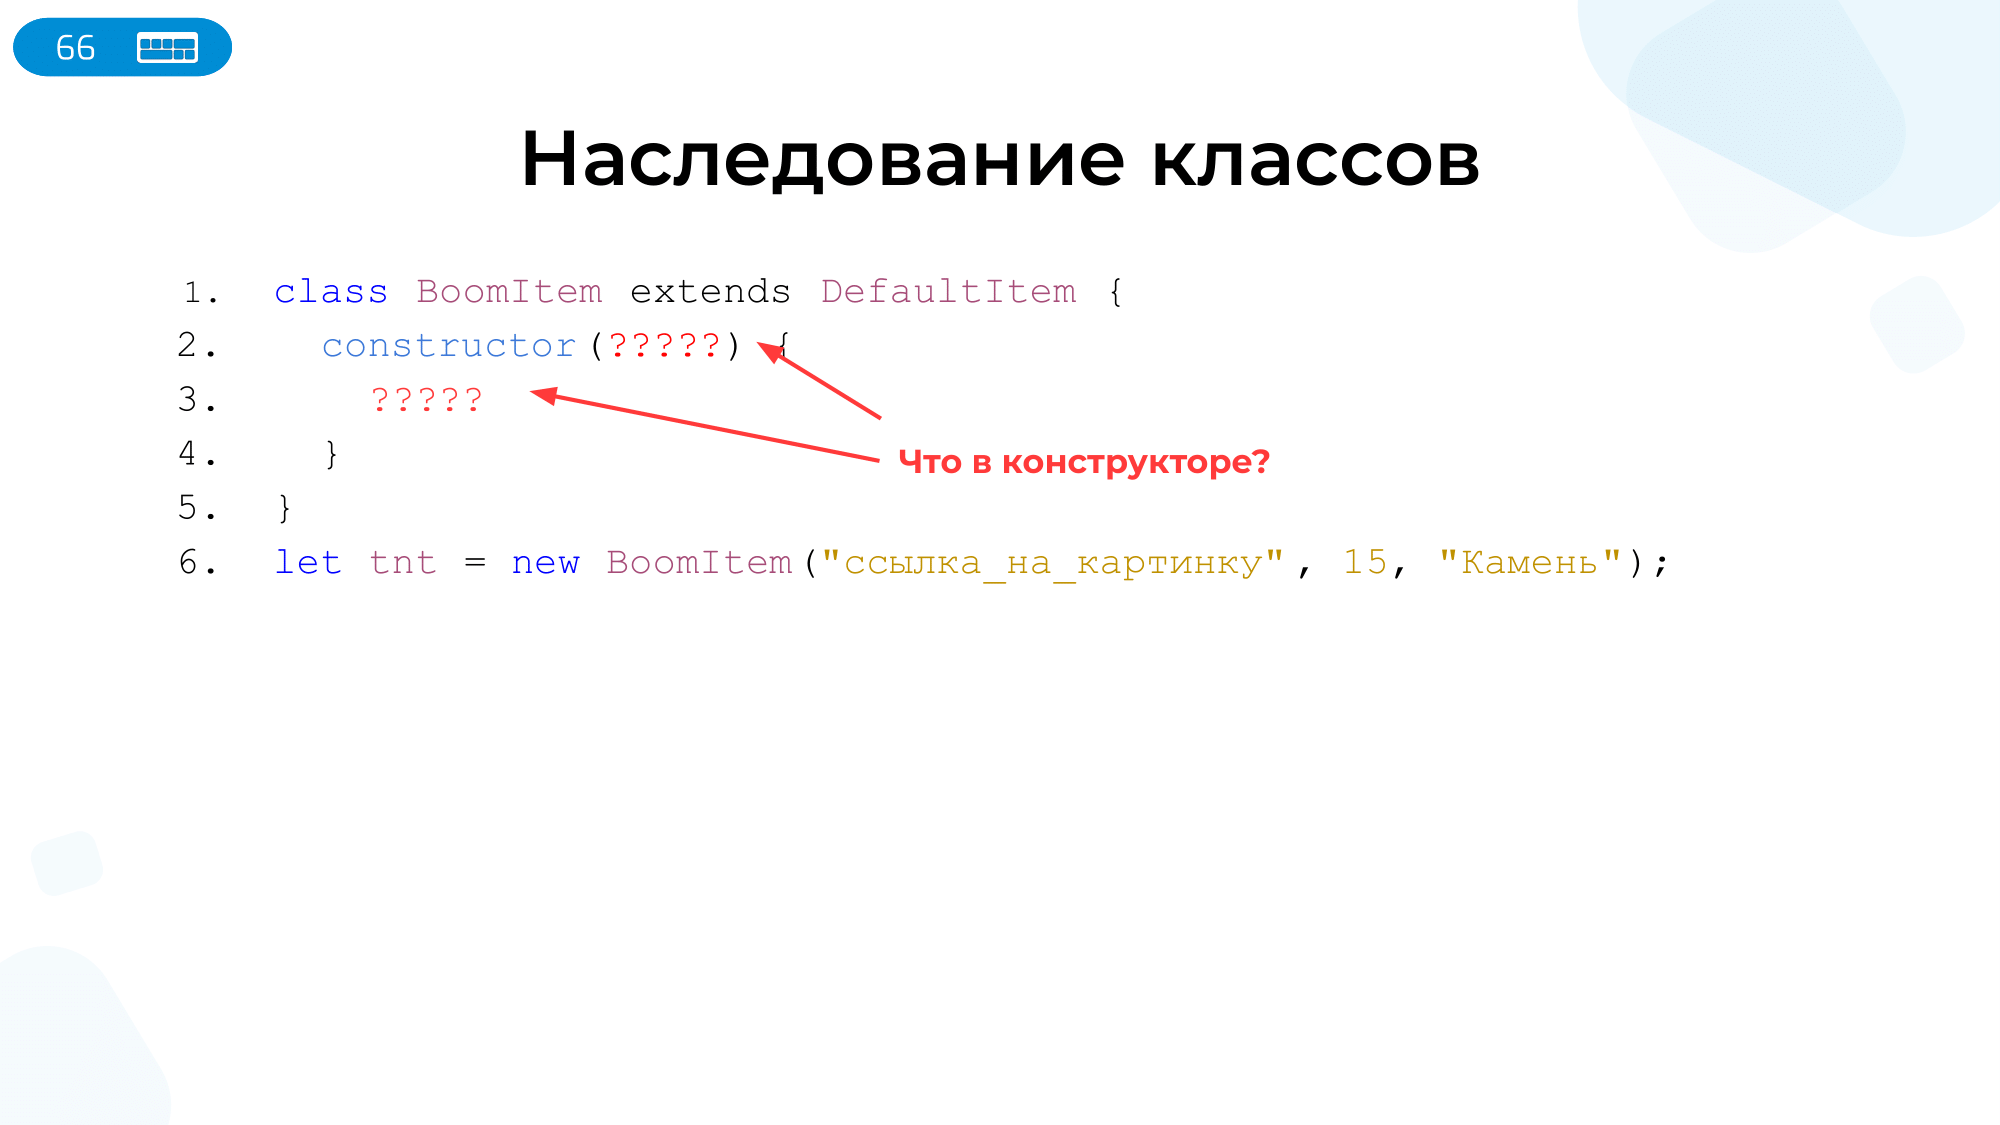 66
Наследование классов
1. class BoomItem extends DefaultItem {
2. constructor(?????) {
3. ?????
4. }
Что в конструкторе?
5. }
6. let tnt = new BoomItem("ссылка_на_картинку", 15, "Камень");